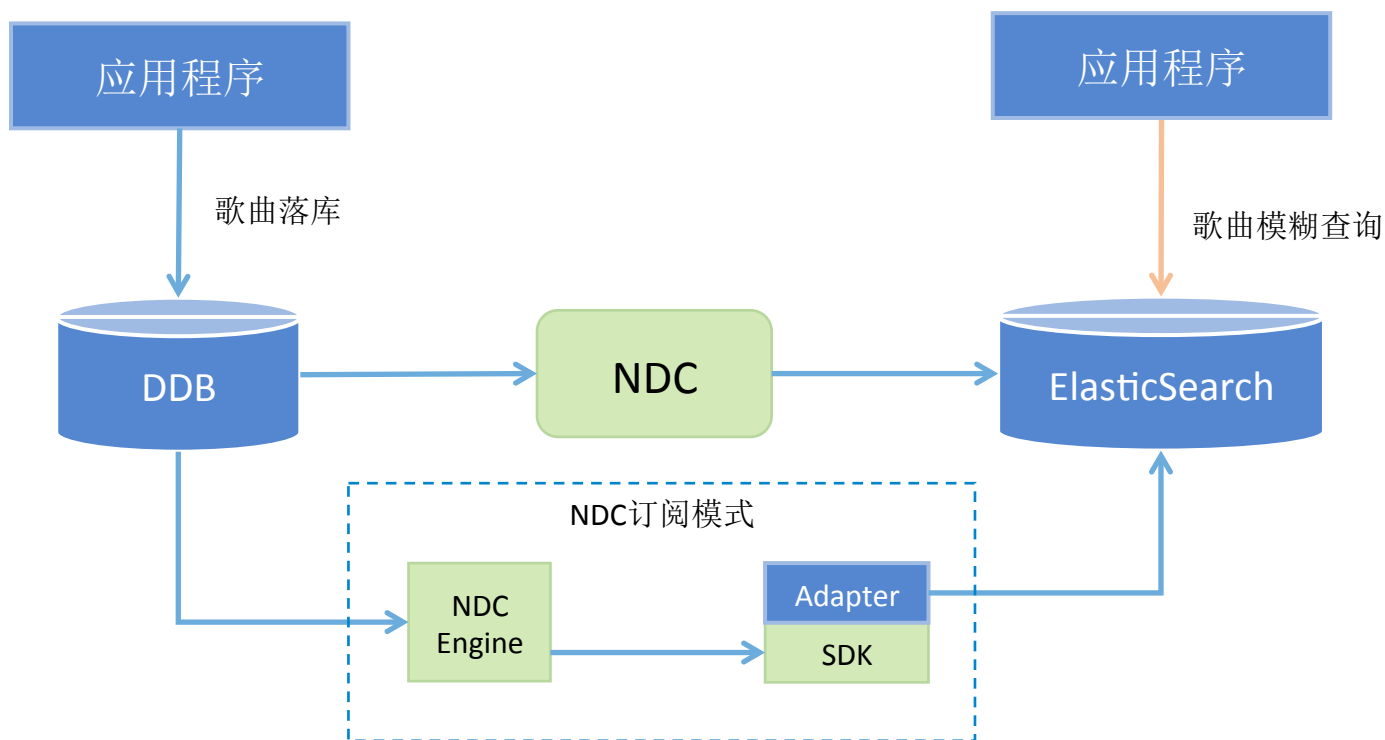 应用程序
应用程序
歌曲落库
歌曲模糊查询
DDB
NDC
ElasticSearch
NDC订阅模式
NDC
Engine
Adapter
SDK